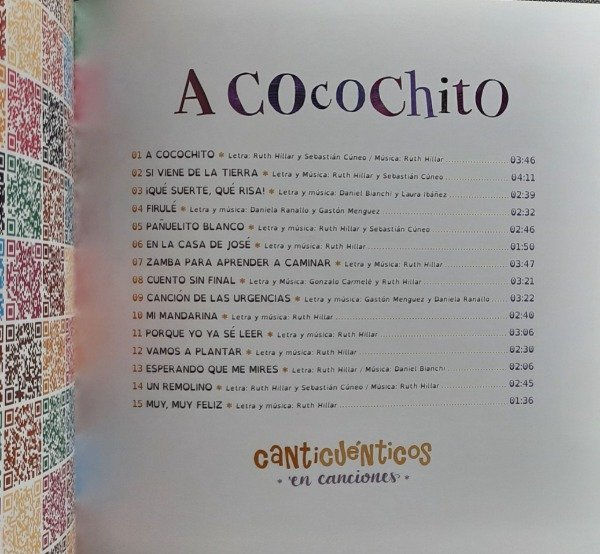 A COCOCHITO
01 A COCOCHITO * Letra: Ruth Hillar y Sebastián Cúneo / Música: Ruth Hillar 03:46
02 SI VIENE DE LA TIERRA * Letra y Música: Ruth Hillar y Sebastián Cúneo 04:11
03 ¡QUÉ SUERTE, QUÉ RISA! * Letra y música: Daniel Bianchi y Laura Ibáñez 02:39
04 FIRULÉ * Letra y música: Daniela Ranallo y Gastón Menguez 02:32
05 PAÑUELITO BLANCO * Letra y música: Ruth Hillar y Sebastián Cúneo 02:46
06 EN LA CASA DE JOSÉ * Letra y música: Ruth Hillar 01:50
07 ZAMBA PARA APRENDER A CAMINAR * Letra y música: Ruth Hillar 03:47
08 CUENTO SIN FINAL * Letra y Música: Gonzalo Carmelé y Ruth Hillar 03:21
09 CANCIÓN DE LAS URGENCIAS * Letra y música: Gastón Menguez y Daniela Ranallo 03:22
10 MI MANDARINA * Letra y música: Ruth Hillar 02:40
11 PORQUE YO YA SÉ LEER * Letra y música: Ruth Hillar 03:06
12 VAMOS A PLANTAR * Letra y música: Ruth Hillar 02:30
13 ESPERANDO QUE ME MIRES * Letra: Ruth Hillar / Música: Daniel Bianchi 02:06
14 UN REMOLINO * Letra: Ruth Hillar y Sebastián Cúneo / Música: Ruth Hillar 02:45
15 MUY, MUY FELIZ * Letra y música: Ruth Hillar 01:36
CANTICUÉNTICOS
en canciones